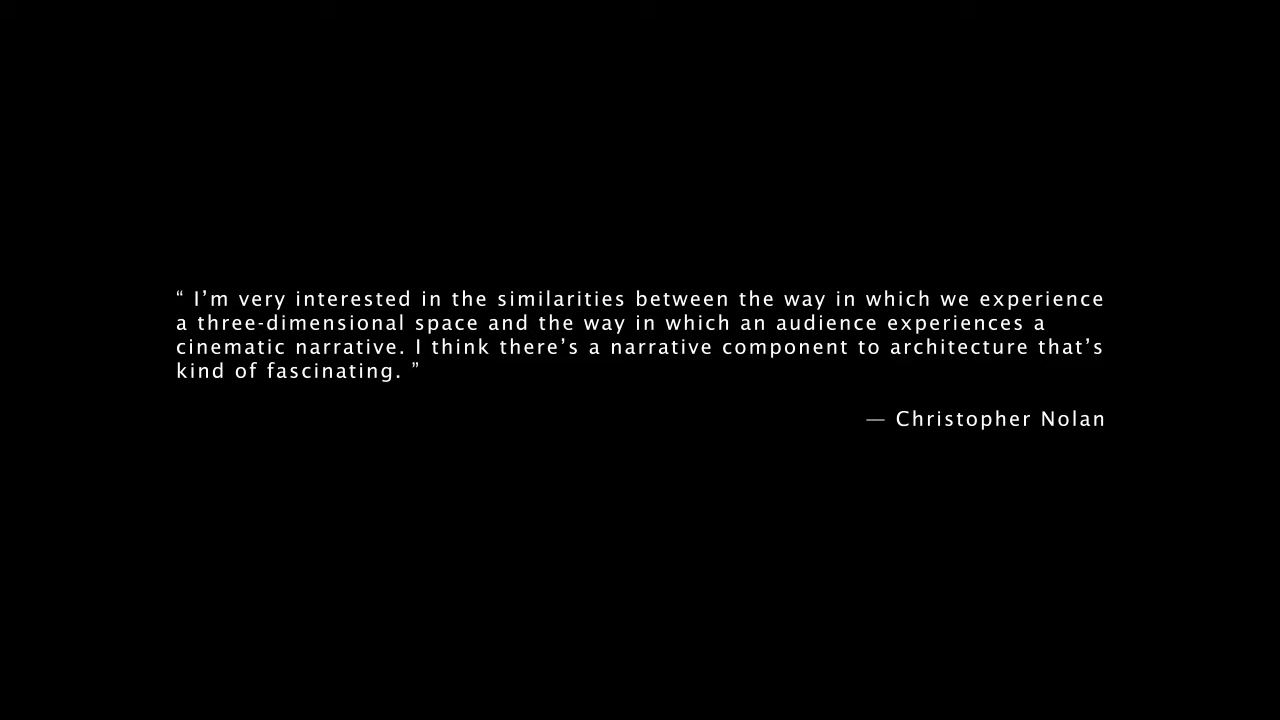 “ I’m very interested in the similarities between the way in which we experience
a three-dimensional space and the way in which an audience experiences a
cinematic narrative. I think there’s a narrative component to architecture that’s
kind of fascinating. ”
— Christopher Nolan